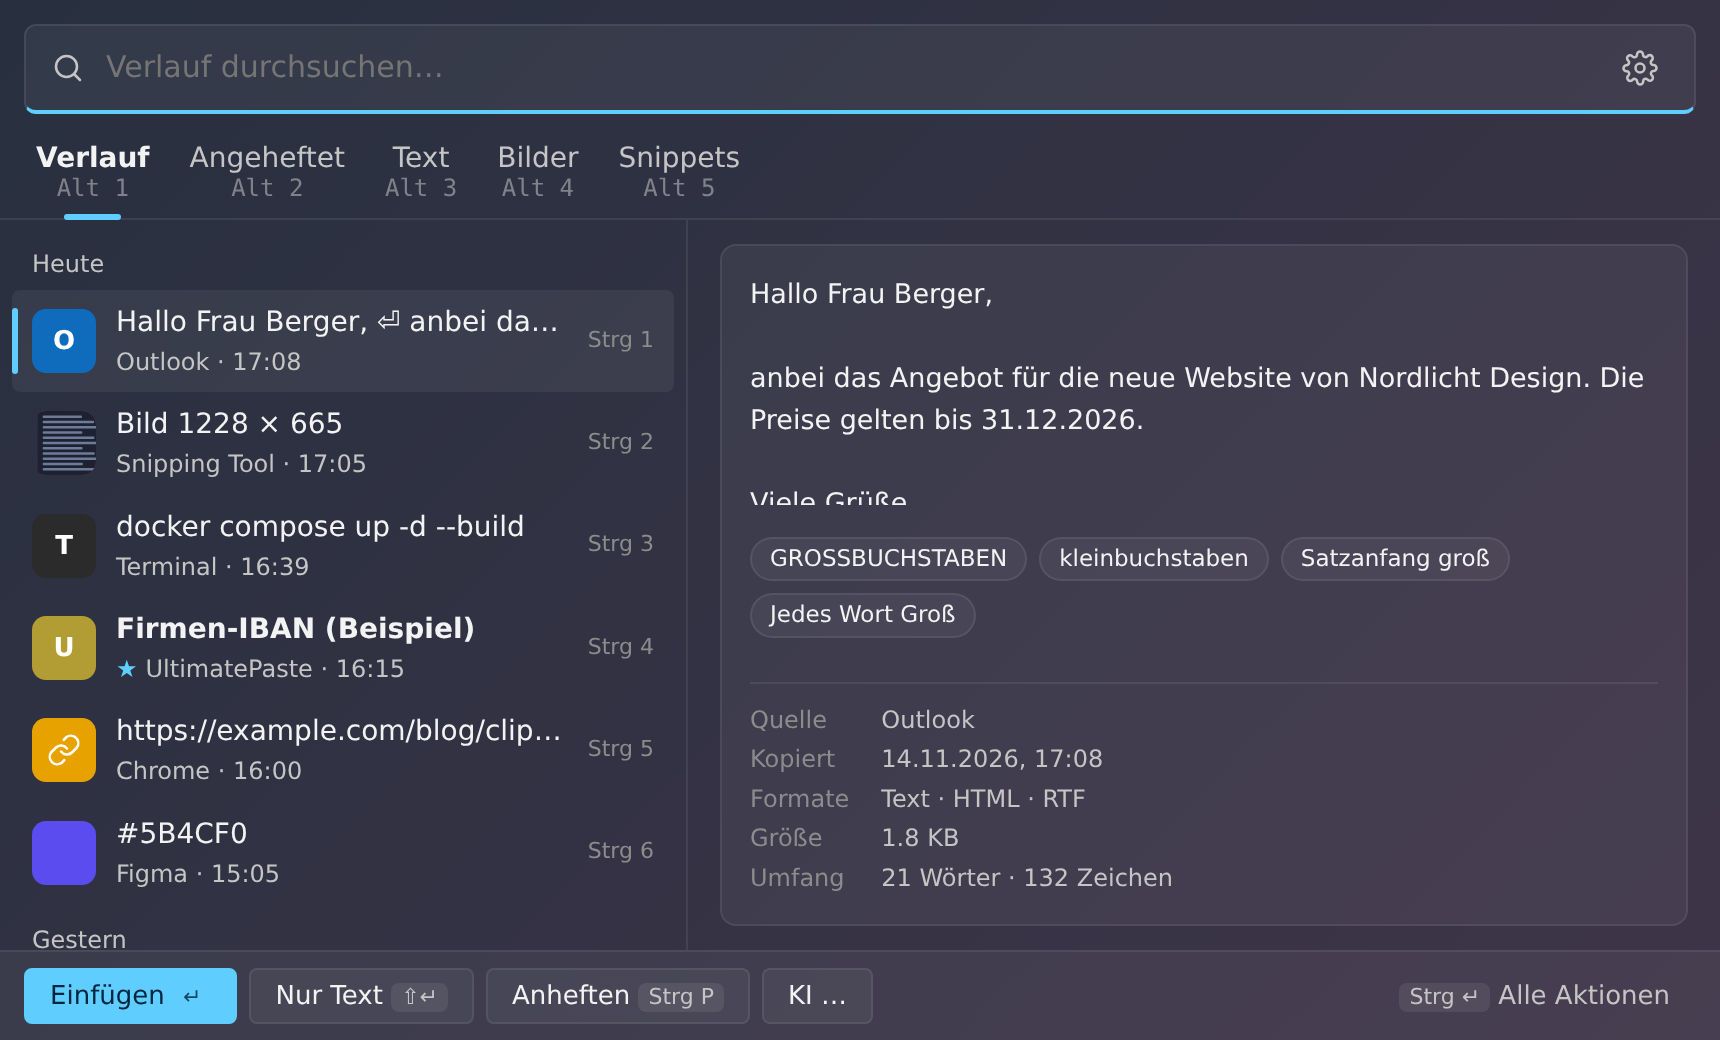 Verlauf durchsuchen…
Verlauf Angeheftet Text Bilder Snippets
Alt 1 Alt 2 Alt 3 Alt 4 Alt 5
Heute
O
Hallo Frau Berger, ⏎ anbei da…
Outlook · 17:08
Strg 1
Bild 1228 × 665
Snipping Tool · 17:05
Strg 2
T
docker compose up -d --build
Terminal · 16:39
Strg 3
U
Firmen-IBAN (Beispiel)
★ UltimatePaste · 16:15
Strg 4
https://example.com/blog/clip…
Chrome · 16:00
Strg 5
#5B4CF0
Figma · 15:05
Strg 6
Gestern
Hallo Frau Berger,
anbei das Angebot für die neue Website von Nordlicht Design. Die
Preise gelten bis 31.12.2026.
Viele Grüße
GROSSBUCHSTABEN kleinbuchstaben Satzanfang groß
Jedes Wort Groß
Quelle Outlook
Kopiert 14.11.2026, 17:08
Formate Text · HTML · RTF
Größe 1.8 KB
Umfang 21 Wörter · 132 Zeichen
Einfügen ↵ Nur Text ⇧↵ Anheften Strg P KI … Strg ↵ Alle Aktionen